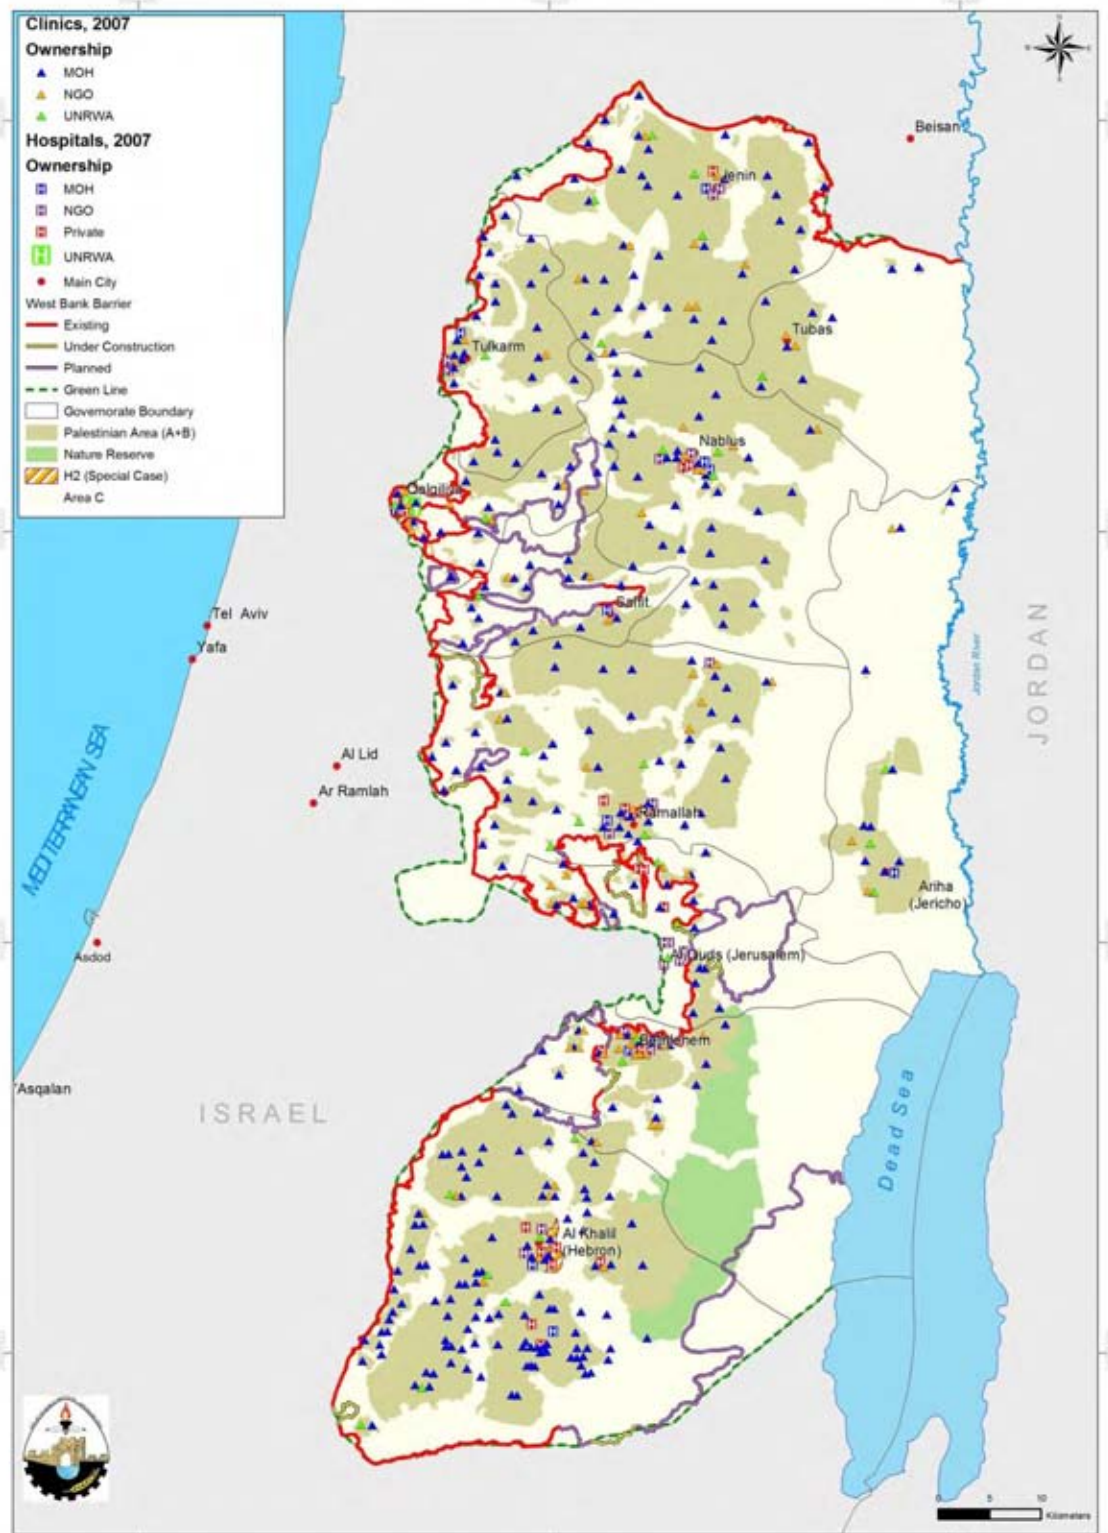 Clinics, 2007
Ownership
MOH
NGO
UNRWA
Hospitals, 2007
Ownership
MOH
NGO
Private
UNRWA
Main City
West Bank Barrier
Existing
Under Construction
Planned
Green Line
Governorate Boundary
Palestinian Area (A+B)
Nature Reserve
H2 (Special Case)
Area C
Beisan
Jenin
Tubas
Tulkarm
Nablus
Salfit
Tel Aviv
Yafa
JORDAN
Jordan River
MEDITERRANEAN SEA
Al Lid
Ar Ramlah
Ramallah
Ariha
(Jericho)
Asdod
Al Quds (Jerusalem)
Bethlehem
'Asqalan
ISRAEL
Dead Sea
Al Khalil
(Hebron)
0 5 10
Kilometers